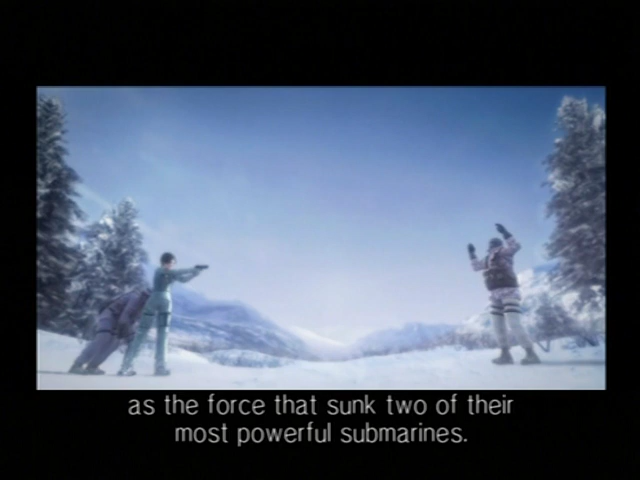 as the force that sunk two of their
most powerful submarines.